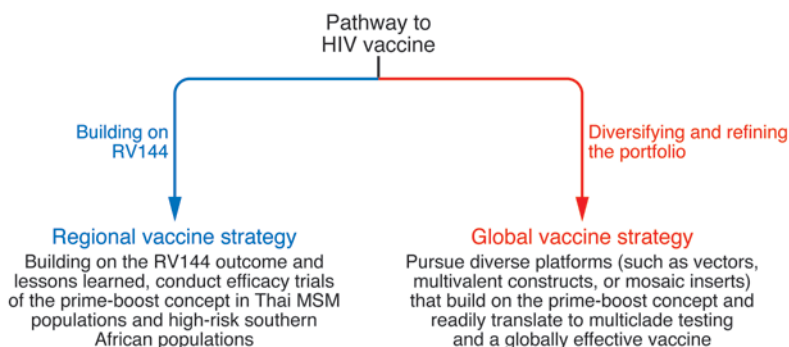 Pathway to
HIV vaccine
Building on
RV144
Diversifying and refining
the portfolio
Regional vaccine strategy
Building on the RV144 outcome and
lessons learned, conduct efficacy trials
of the prime-boost concept in Thai MSM
populations and high-risk southern
African populations
Global vaccine strategy
Pursue diverse platforms (such as vectors,
multivalent constructs, or mosaic inserts)
that build on the prime-boost concept and
readily translate to multiclade testing
and a globally effective vaccine